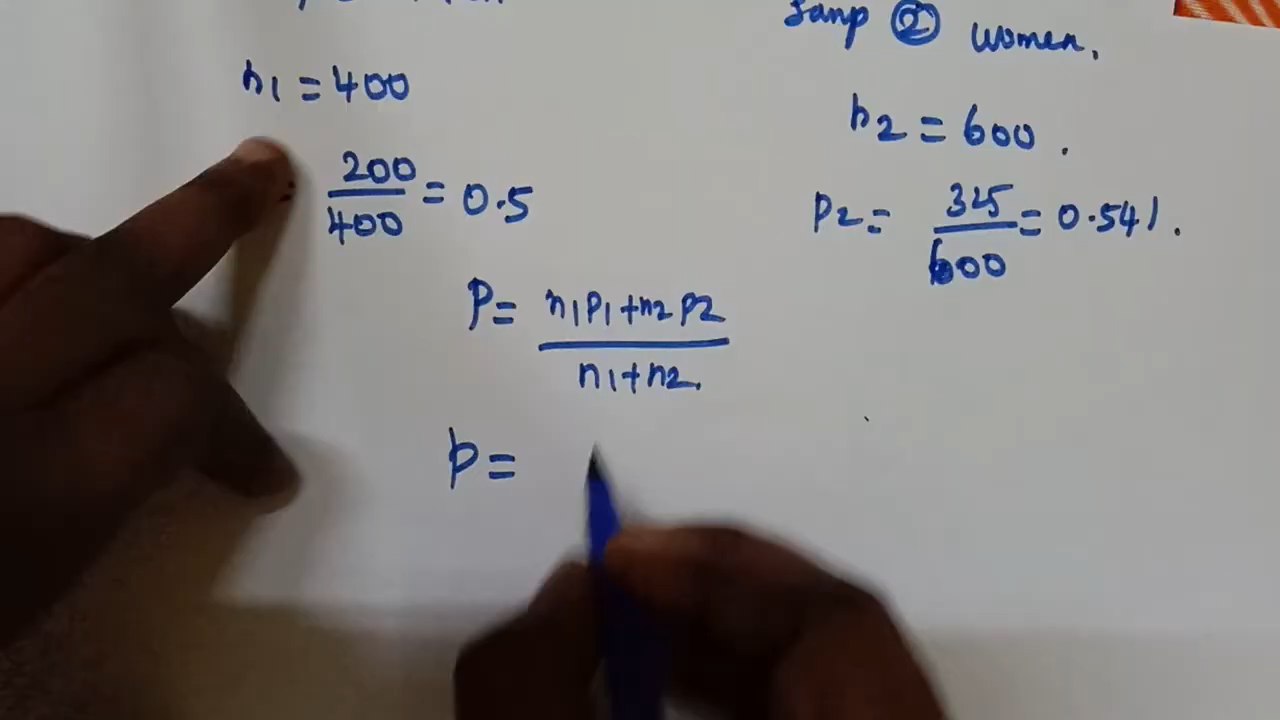 Samp ② women.
n1 = 400
n2 = 600 .
200/400 = 0.5
P2 = 325/600 = 0.541 .
P = n1P1+n2P2 / n1+n2.
P =